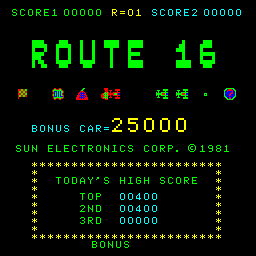 SCORE1 00000 R=01 SCORE2 00000
ROUTE 16
BONUS CAR=25000
SUN ELECTRONICS CORP. ©1981
TODAY'S HIGH SCORE
TOP 00400
2ND 00400
3RD 00000
BONUS